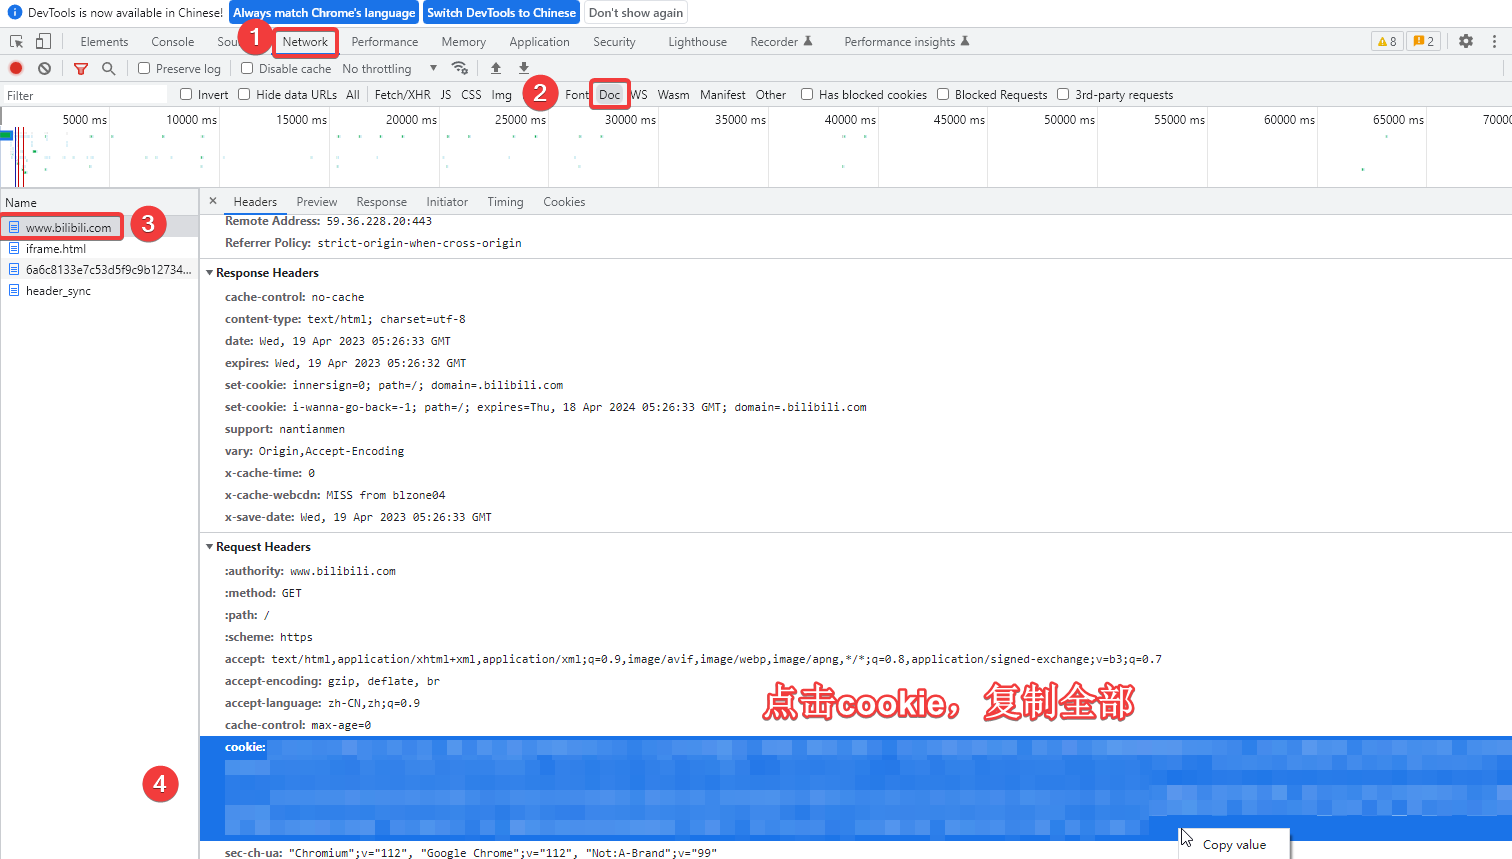 DevTools is now available in Chinese! Always match Chrome's language Switch DevTools to Chinese Don't show again
Elements Console Sou 1 Network Performance Memory Application Security Lighthouse Recorder Performance insights 8 2
Preserve log Disable cache No throttling
Filter Invert Hide data URLs All Fetch/XHR JS CSS Img 2 Font Doc WS Wasm Manifest Other Has blocked cookies Blocked Requests 3rd-party requests
5000 ms 10000 ms 15000 ms 20000 ms 25000 ms 30000 ms 35000 ms 40000 ms 45000 ms 50000 ms 55000 ms 60000 ms 65000 ms 70000
Name
www.bilibili.com 3
iframe.html
6a6c8133e7c53d5f9c9b12734...
header_sync
× Headers Preview Response Initiator Timing Cookies
Remote Address: 59.36.228.20:443
Referrer Policy: strict-origin-when-cross-origin
Response Headers
cache-control: no-cache
content-type: text/html; charset=utf-8
date: Wed, 19 Apr 2023 05:26:33 GMT
expires: Wed, 19 Apr 2023 05:26:32 GMT
set-cookie: innersign=0; path=/; domain=.bilibili.com
set-cookie: i-wanna-go-back=-1; path=/; expires=Thu, 18 Apr 2024 05:26:33 GMT; domain=.bilibili.com
support: nantianmen
vary: Origin,Accept-Encoding
x-cache-time: 0
x-cache-webcdn: MISS from blzone04
x-save-date: Wed, 19 Apr 2023 05:26:33 GMT
Request Headers
:authority: www.bilibili.com
:method: GET
:path: /
:scheme: https
accept: text/html,application/xhtml+xml,application/xml;q=0.9,image/avif,image/webp,image/apng,*/*;q=0.8,application/signed-exchange;v=b3;q=0.7
accept-encoding: gzip, deflate, br
accept-language: zh-CN,zh;q=0.9
点击cookie，复制全部
cache-control: max-age=0
cookie:
4
Copy value
sec-ch-ua: "Chromium";v="112", "Google Chrome";v="112", "Not:A-Brand";v="99"